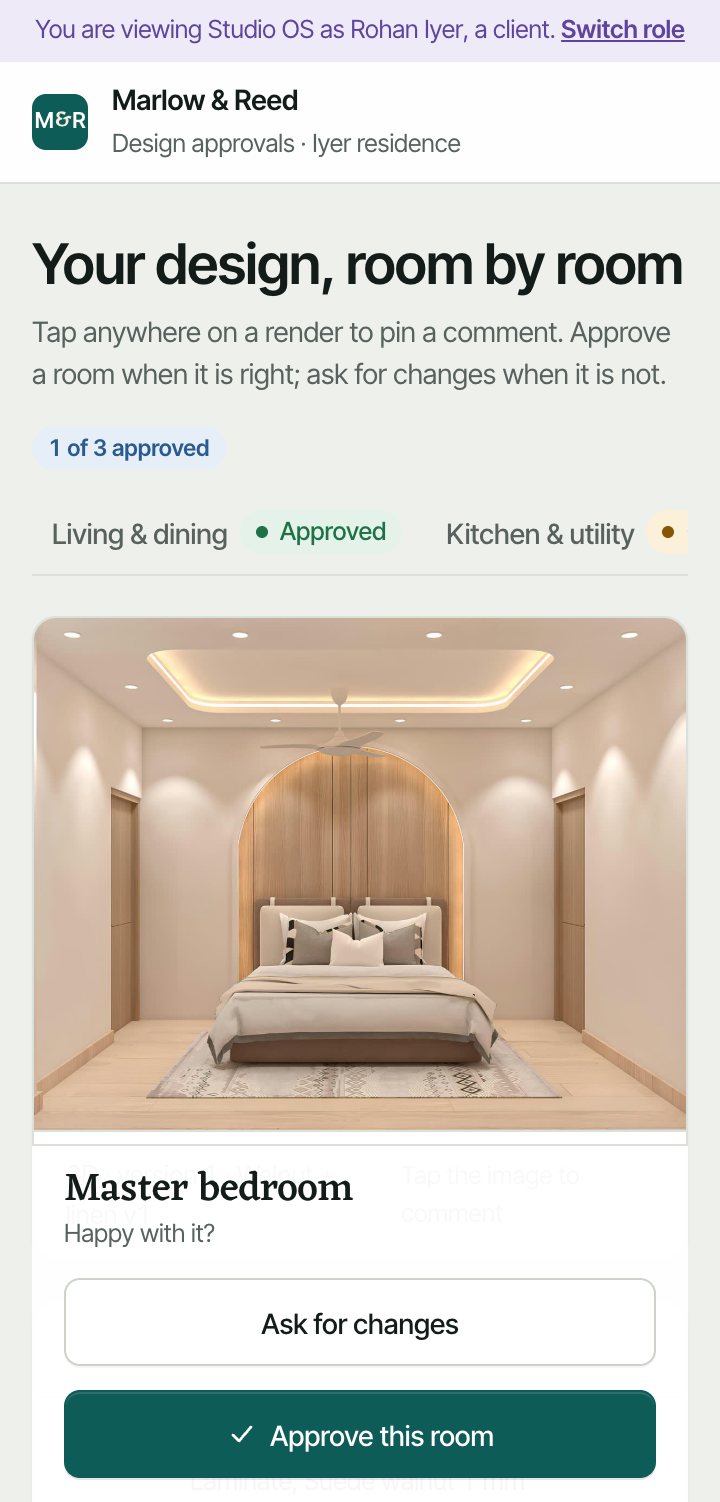 You are viewing Studio OS as Rohan Iyer, a client. Switch role
M&R
Marlow & Reed
Design approvals · Iyer residence
Your design, room by room
Tap anywhere on a render to pin a comment. Approve
a room when it is right; ask for changes when it is not.
1 of 3 approved
Living & dining
Approved
Kitchen & utility
Tap the image to
comment
Master bedroom
Happy with it?
Ask for changes
Approve this room
Laminate, Suede walnut 1 mm